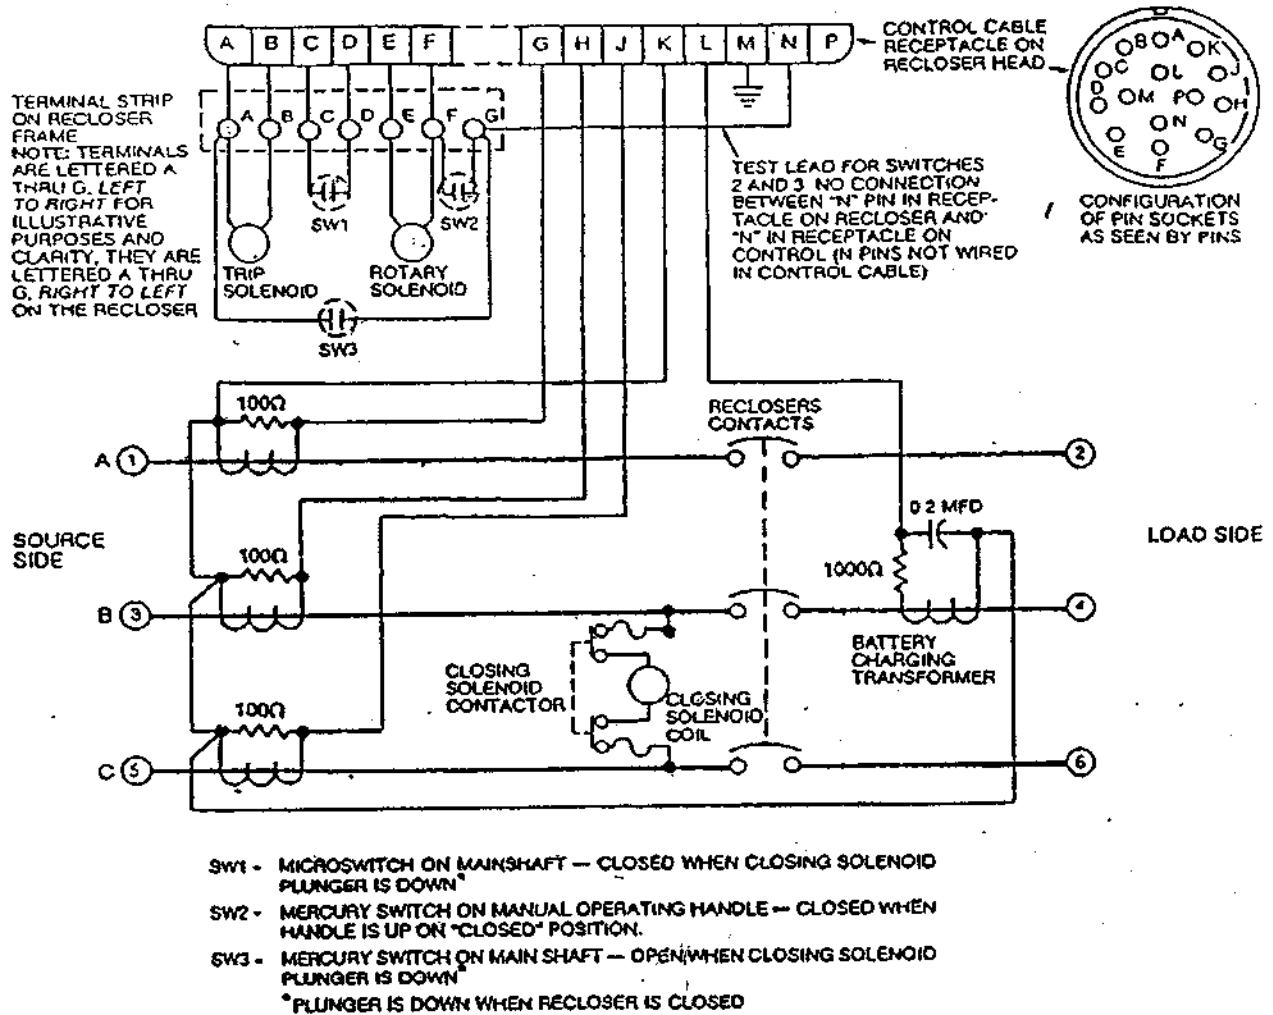 A B C D E F G H J K L M N P
CONTROL CABLE
RECEPTACLE ON
RECLOSER HEAD
B A K
C L J
D M P H
N G
E F
TERMINAL STRIP
ON RECLOSER
FRAME
NOTE: TERMINALS
ARE LETTERED A
THRU G, LEFT
TO RIGHT FOR
ILLUSTRATIVE
PURPOSES AND
CLARITY, THEY ARE
LETTERED A THRU
G, RIGHT TO LEFT
ON THE RECLOSER
A B C D E F G
SW1
SW2
TRIP
SOLENOID
ROTARY
SOLENOID
SW3
TEST LEAD FOR SWITCHES
2 AND 3 NO CONNECTION
BETWEEN "N" PIN IN RECEP-
TACLE ON RECLOSER AND
"N" IN RECEPTACLE ON
CONTROL (N PINS NOT WIRED
IN CONTROL CABLE)
CONFIGURATION
OF PIN SOCKETS
AS SEEN BY PINS
100Ω
RECLOSERS
CONTACTS
A 1
2
SOURCE
SIDE
0.2 MFD
LOAD SIDE
100Ω
1000Ω
B 3
4
BATTERY
CHARGING
TRANSFORMER
CLOSING
SOLENOID
CONTACTOR
CLOSING
SOLENOID
COIL
100Ω
C 5
6
SW1 - MICROSWITCH ON MAINSHAFT — CLOSED WHEN CLOSING SOLENOID
PLUNGER IS DOWN*
SW2 - MERCURY SWITCH ON MANUAL OPERATING HANDLE — CLOSED WHEN
HANDLE IS UP ON "CLOSED" POSITION.
SW3 - MERCURY SWITCH ON MAIN SHAFT — OPEN WHEN CLOSING SOLENOID
PLUNGER IS DOWN*
*PLUNGER IS DOWN WHEN RECLOSER IS CLOSED